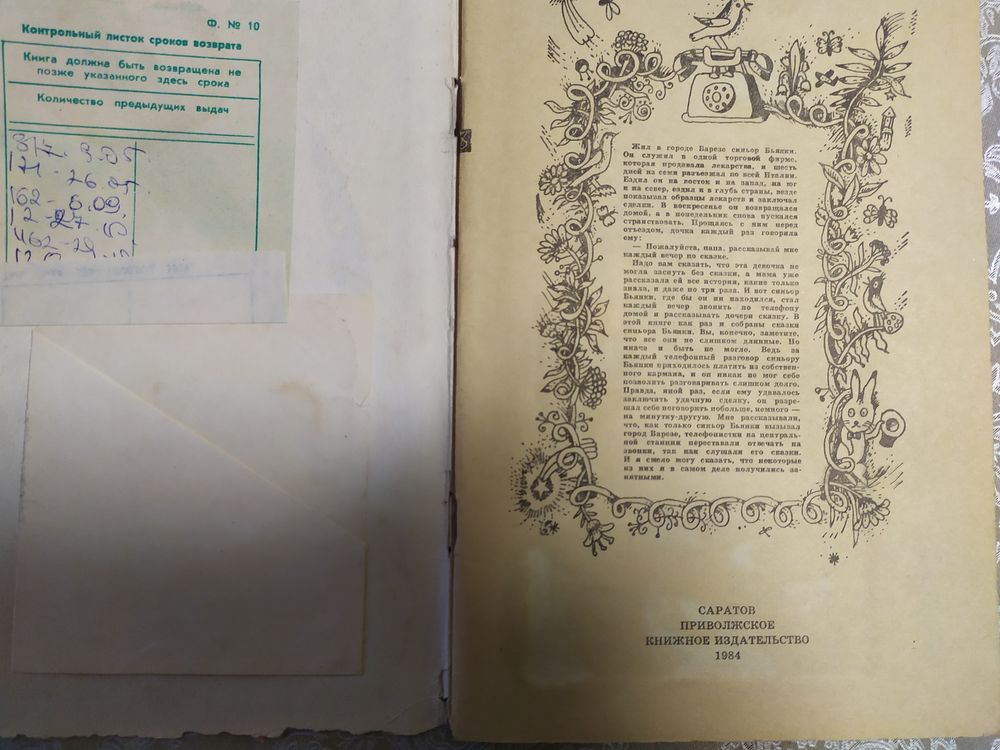 Ф. № 10
Контрольный листок сроков возврата
Книга должна быть возвращена не
позже указанного здесь срока
Количество предыдущих выдач
162 - 6.09
Жил в городе Варезе синьор Бьянки.
Он служил в одной торговой фирме,
которая продавала лекарства, и шесть
дней из семи разъезжал по всей Италии.
Ездил он на восток и на запад, на юг
и на север, ездил и в глубь страны, везде
показывал образцы лекарств и заключал
сделки. В воскресенье он возвращался
домой, а в понедельник снова пускался
странствовать. Прощаясь с ним перед
отъездом, дочка каждый раз говорила
ему:
— Пожалуйста, папа, рассказывай мне
каждый вечер по сказке.
Надо вам сказать, что эта девочка не
могла заснуть без сказки, а мама уже
рассказала ей все истории, какие только
знала, и даже по три раза. И вот синьор
Бьянки, где бы он ни находился, стал
каждый вечер звонить по телефону
домой и рассказывать дочери сказку. В
этой книге как раз и собраны сказки
синьора Бьянки. Вы, конечно, заметите,
что все они не слишком длинные. Но
иначе и быть не могло. Ведь за
каждый телефонный разговор синьору
Бьянки приходилось платить из собствен-
ного кармана, и он никак не мог себе
позволить разговаривать слишком долго.
Правда, иной раз, если ему удавалось
заключить удачную сделку, он разре-
шал себе поговорить побольше, немного —
на минутку-другую. Мне рассказывали,
что, как только синьор Бьянки вызывал
город Варезе, телефонистки на централь-
ной станции переставали отвечать на
звонки, так как слушали его сказки.
И я смело могу сказать, что некоторые
из них и в самом деле получились за-
нятными.
САРАТОВ
ПРИВОЛЖСКОЕ
КНИЖНОЕ ИЗДАТЕЛЬСТВО
1984